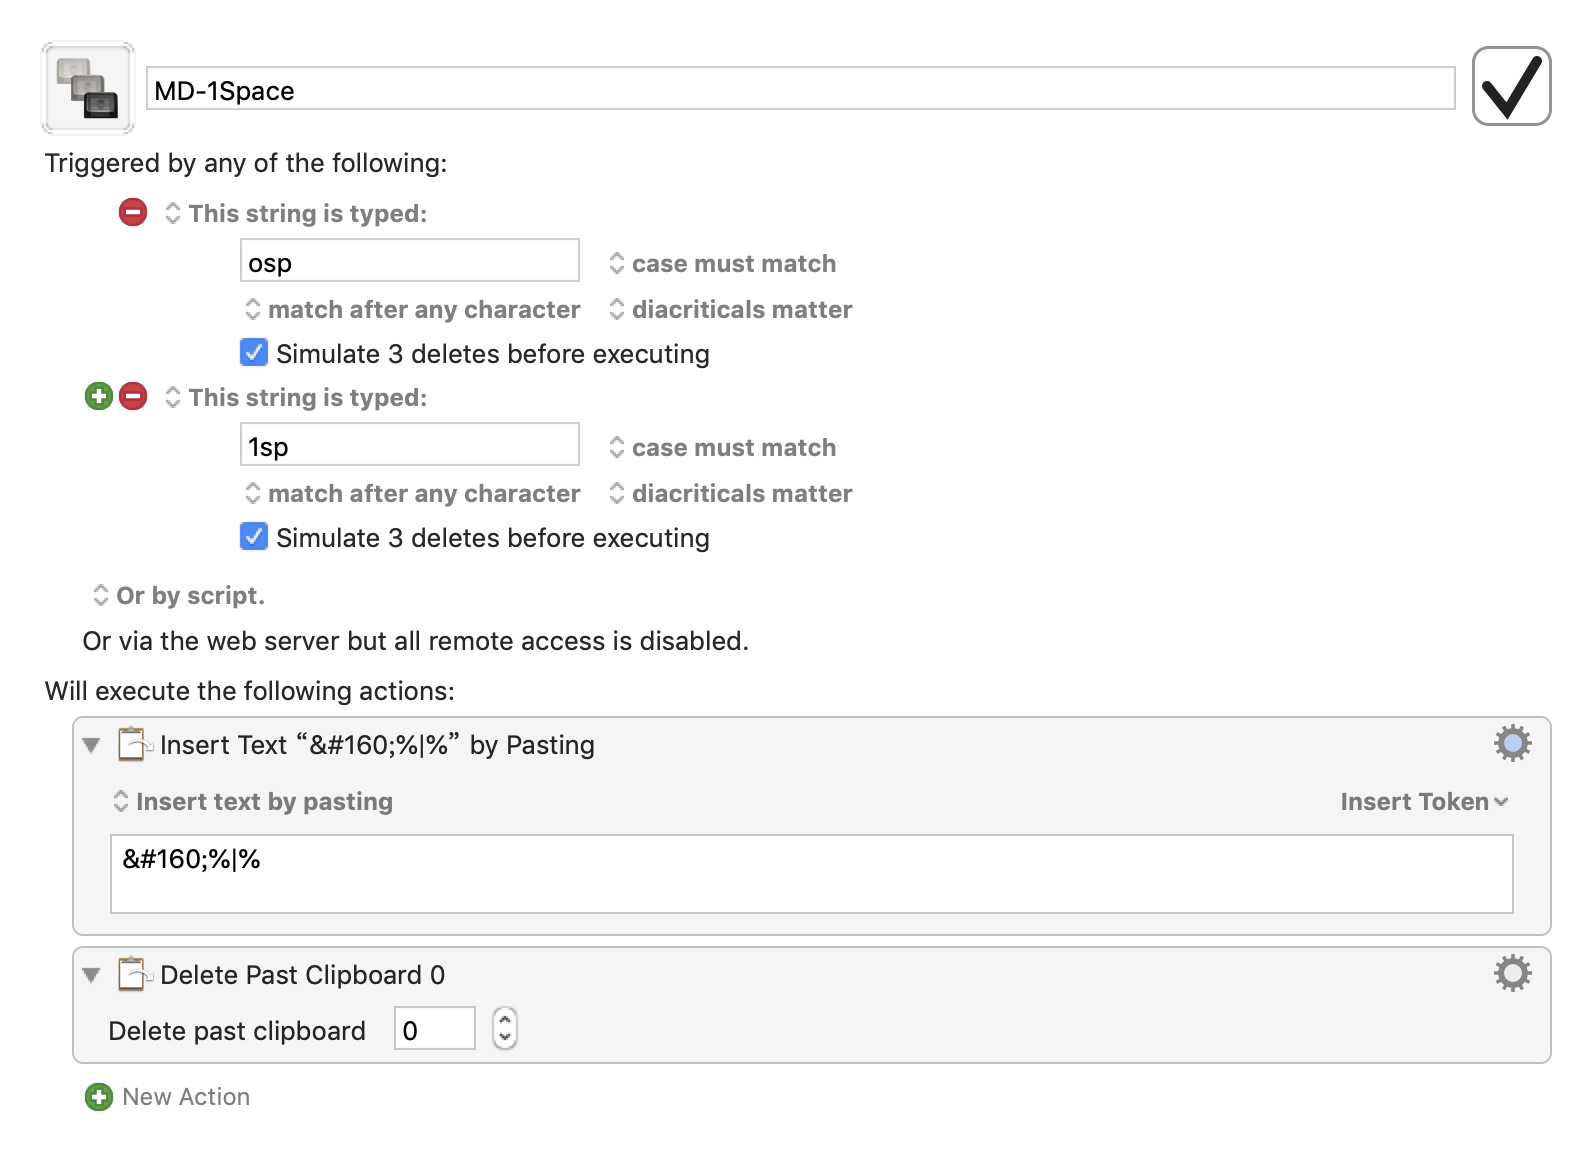 MD-1Space
Triggered by any of the following:
This string is typed:
osp
case must match
match after any character
diacriticals matter
Simulate 3 deletes before executing
This string is typed:
1sp
case must match
match after any character
diacriticals matter
Simulate 3 deletes before executing
Or by script.
Or via the web server but all remote access is disabled.
Will execute the following actions:
Insert Text “&#160;%|%” by Pasting
Insert text by pasting
Insert Token
&#160;%|%
Delete Past Clipboard 0
Delete past clipboard 0
New Action